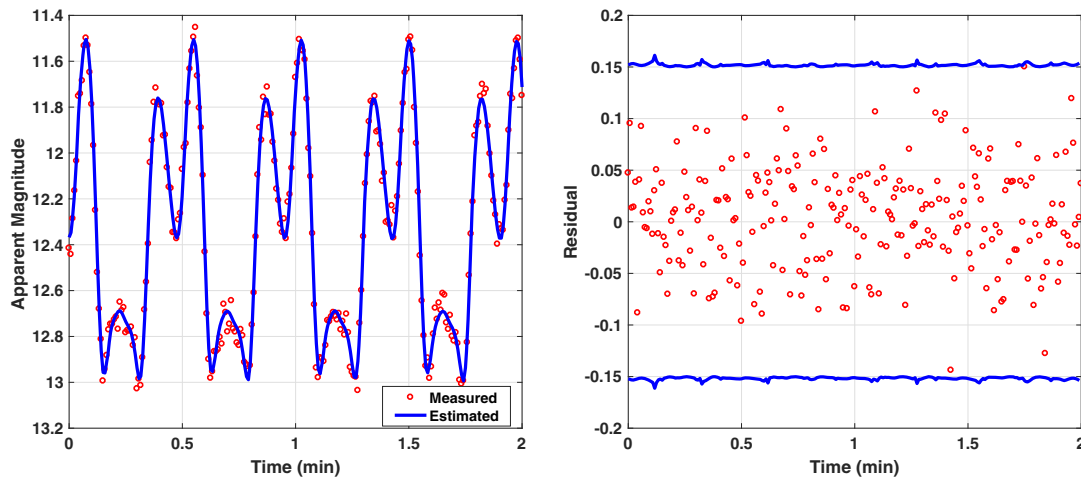 Apparent Magnitude
11.4
11.6
11.8
12
12.2
12.4
12.6
12.8
13
13.2
0 0.5 1 1.5 2
Time (min)
Measured
Estimated
Residual
0.2
0.15
0.1
0.05
0
-0.05
-0.1
-0.15
-0.2
0 0.5 1 1.5 2
Time (min)